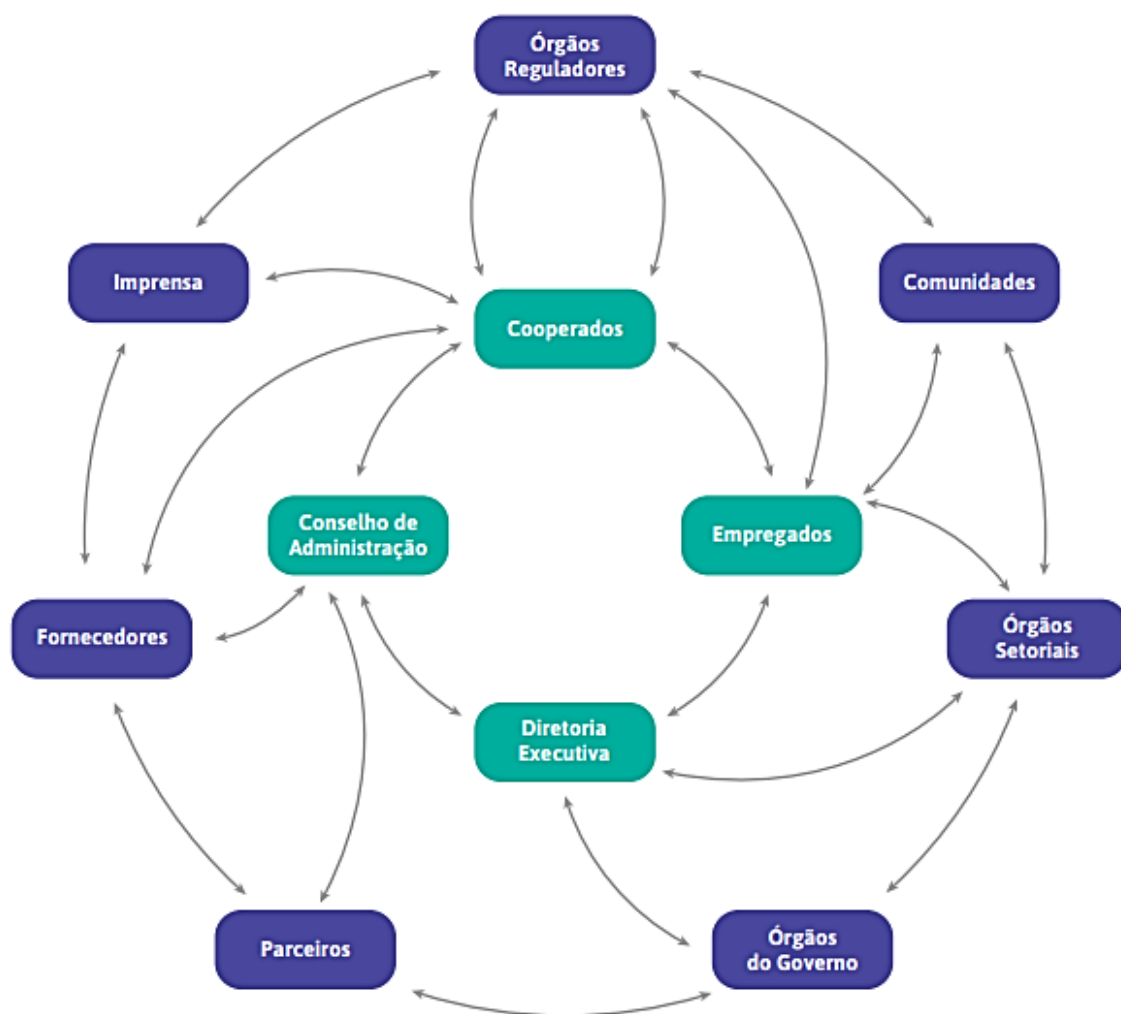 Órgãos
Reguladores
Imprensa
Comunidades
Cooperados
Conselho de
Administração
Empregados
Fornecedores
Órgãos
Setoriais
Diretoria
Executiva
Parceiros
Órgãos
do Governo